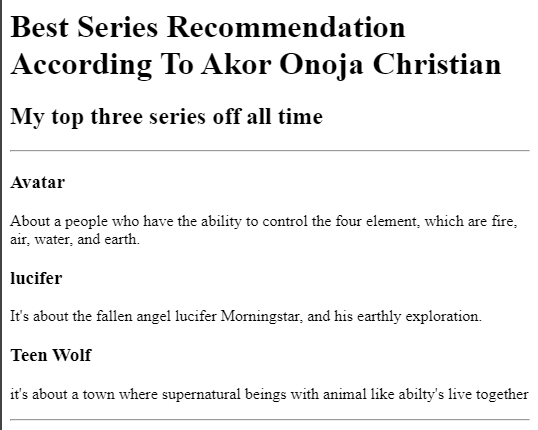 Best Series Recommendation
According To Akor Onoja Christian
My top three series off all time
Avatar
About a people who have the ability to control the four element, which are fire,
air, water, and earth.
lucifer
It's about the fallen angel lucifer Morningstar, and his earthly exploration.
Teen Wolf
it's about a town where supernatural beings with animal like abilty's live together